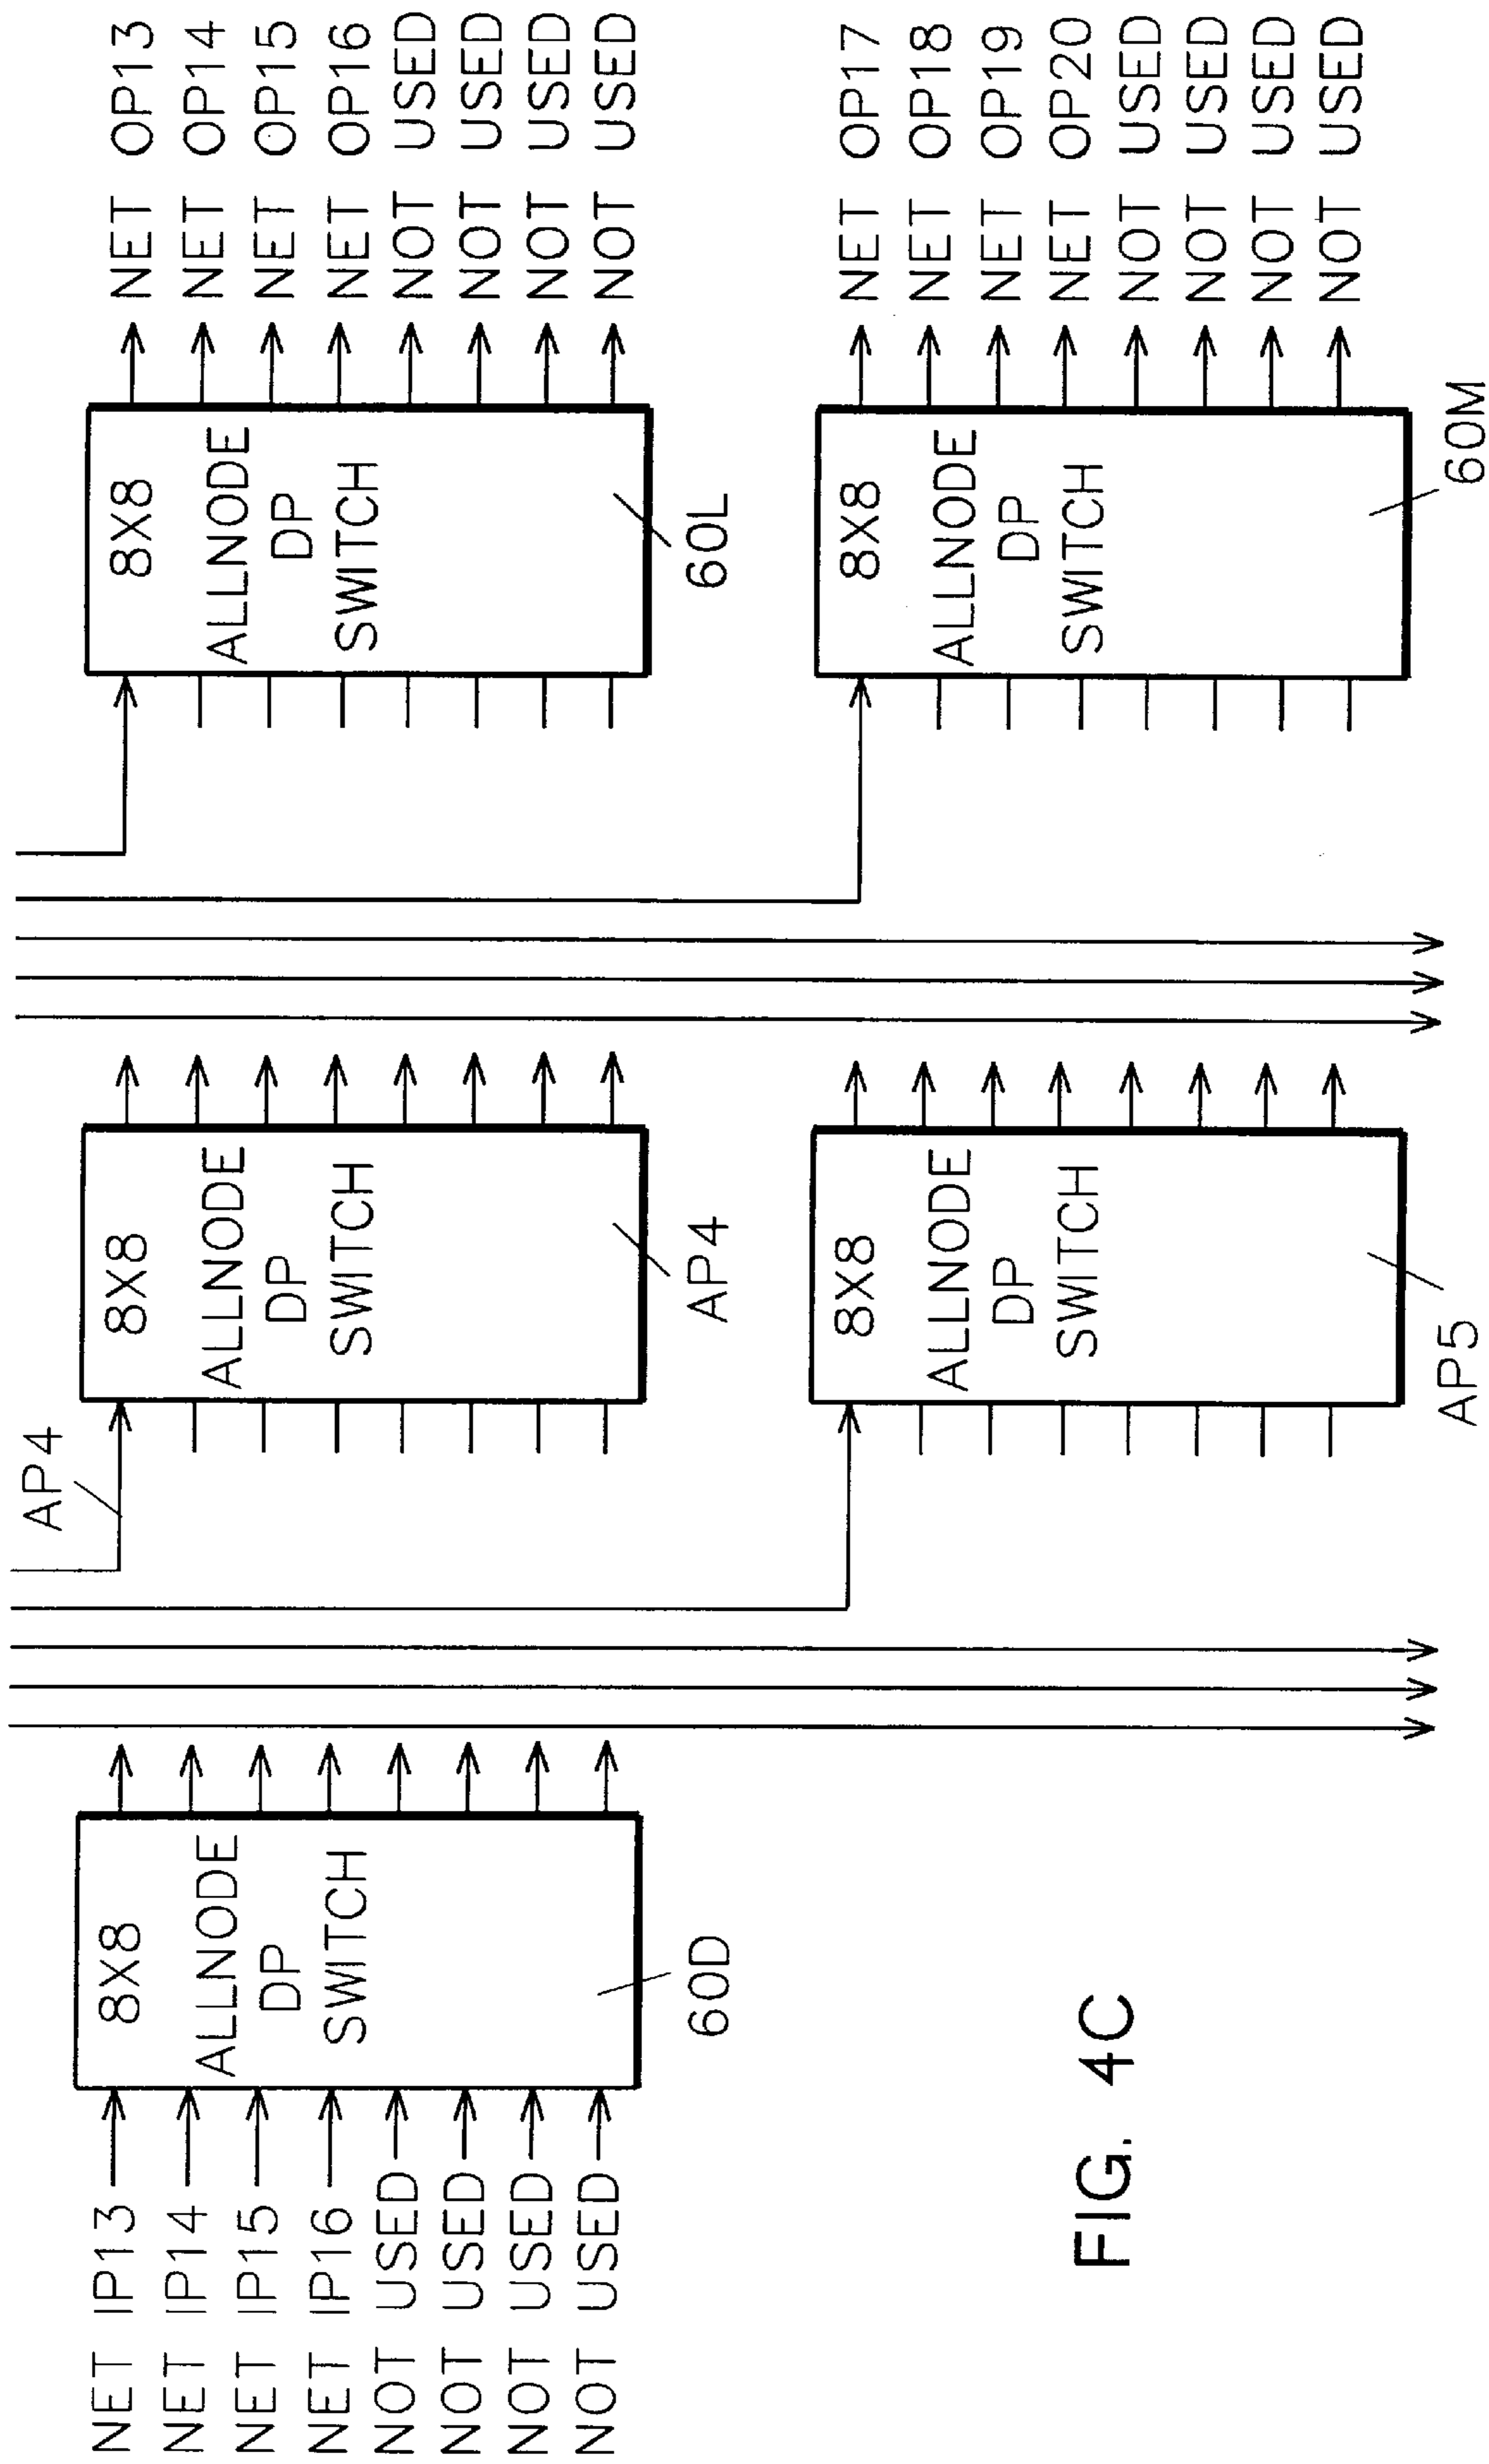 NET IP13
NET IP14
NET IP15
NET IP16
NOT USED
NOT USED
NOT USED
NOT USED
8X8
ALLNODE
DP
SWITCH
60D
AP4
8X8
ALLNODE
DP
SWITCH
AP4
8X8
ALLNODE
DP
SWITCH
60L
NET OP13
NET OP14
NET OP15
NET OP16
NOT USED
NOT USED
NOT USED
NOT USED
8X8
ALLNODE
DP
SWITCH
AP5
8X8
ALLNODE
DP
SWITCH
60M
NET OP17
NET OP18
NET OP19
NET OP20
NOT USED
NOT USED
NOT USED
NOT USED
FIG. 4C